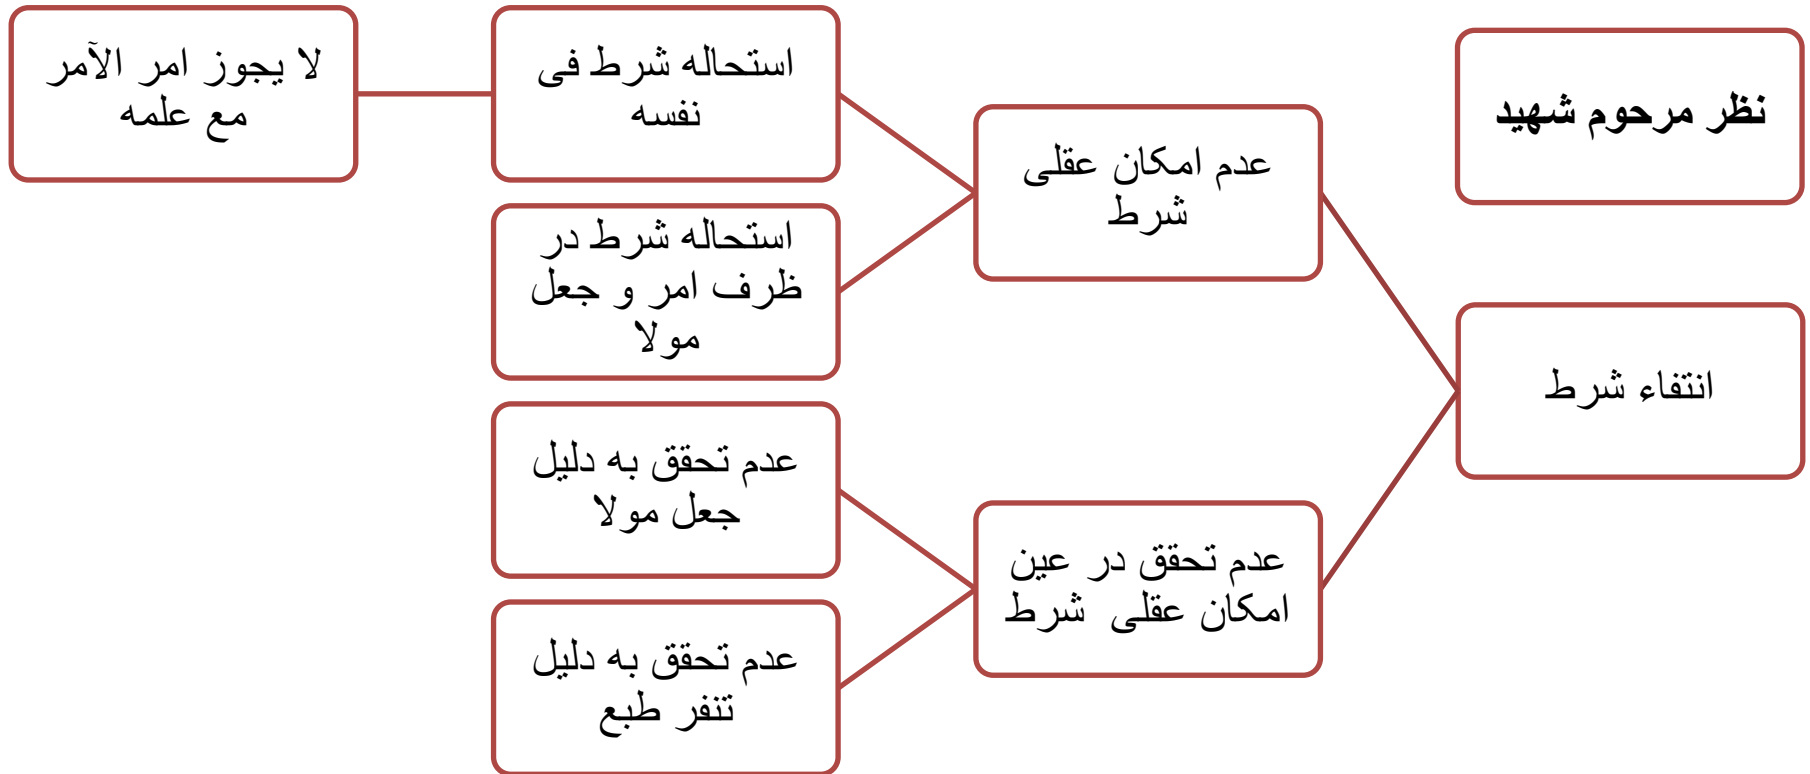 نظر مرحوم شهید
انتفاء شرط
عدم امکان عقلی
شرط
استحاله شرط فی
نفسه
لا یجوز امر الآمر
مع علمه
استحاله شرط در
ظرف امر و جعل
مولا
عدم تحقق در عین
امکان عقلی شرط
عدم تحقق به دلیل
جعل مولا
عدم تحقق به دلیل
تنفر طبع